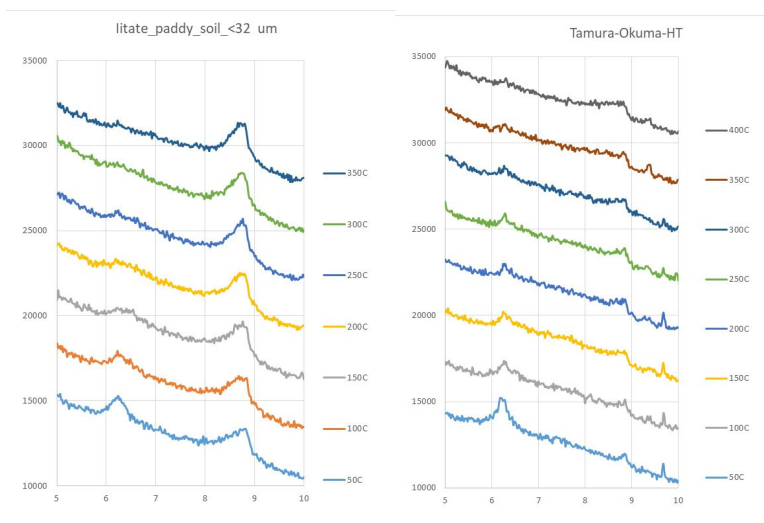 litate_paddy_soil_<32 um
35000
30000
25000
20000
15000
10000
5 6 7 8 9 10
350C
300C
250C
200C
150C
100C
50C
Tamura-Okuma-HT
35000
30000
25000
20000
15000
10000
5 6 7 8 9 10
400C
350C
300C
250C
200C
150C
100C
50C